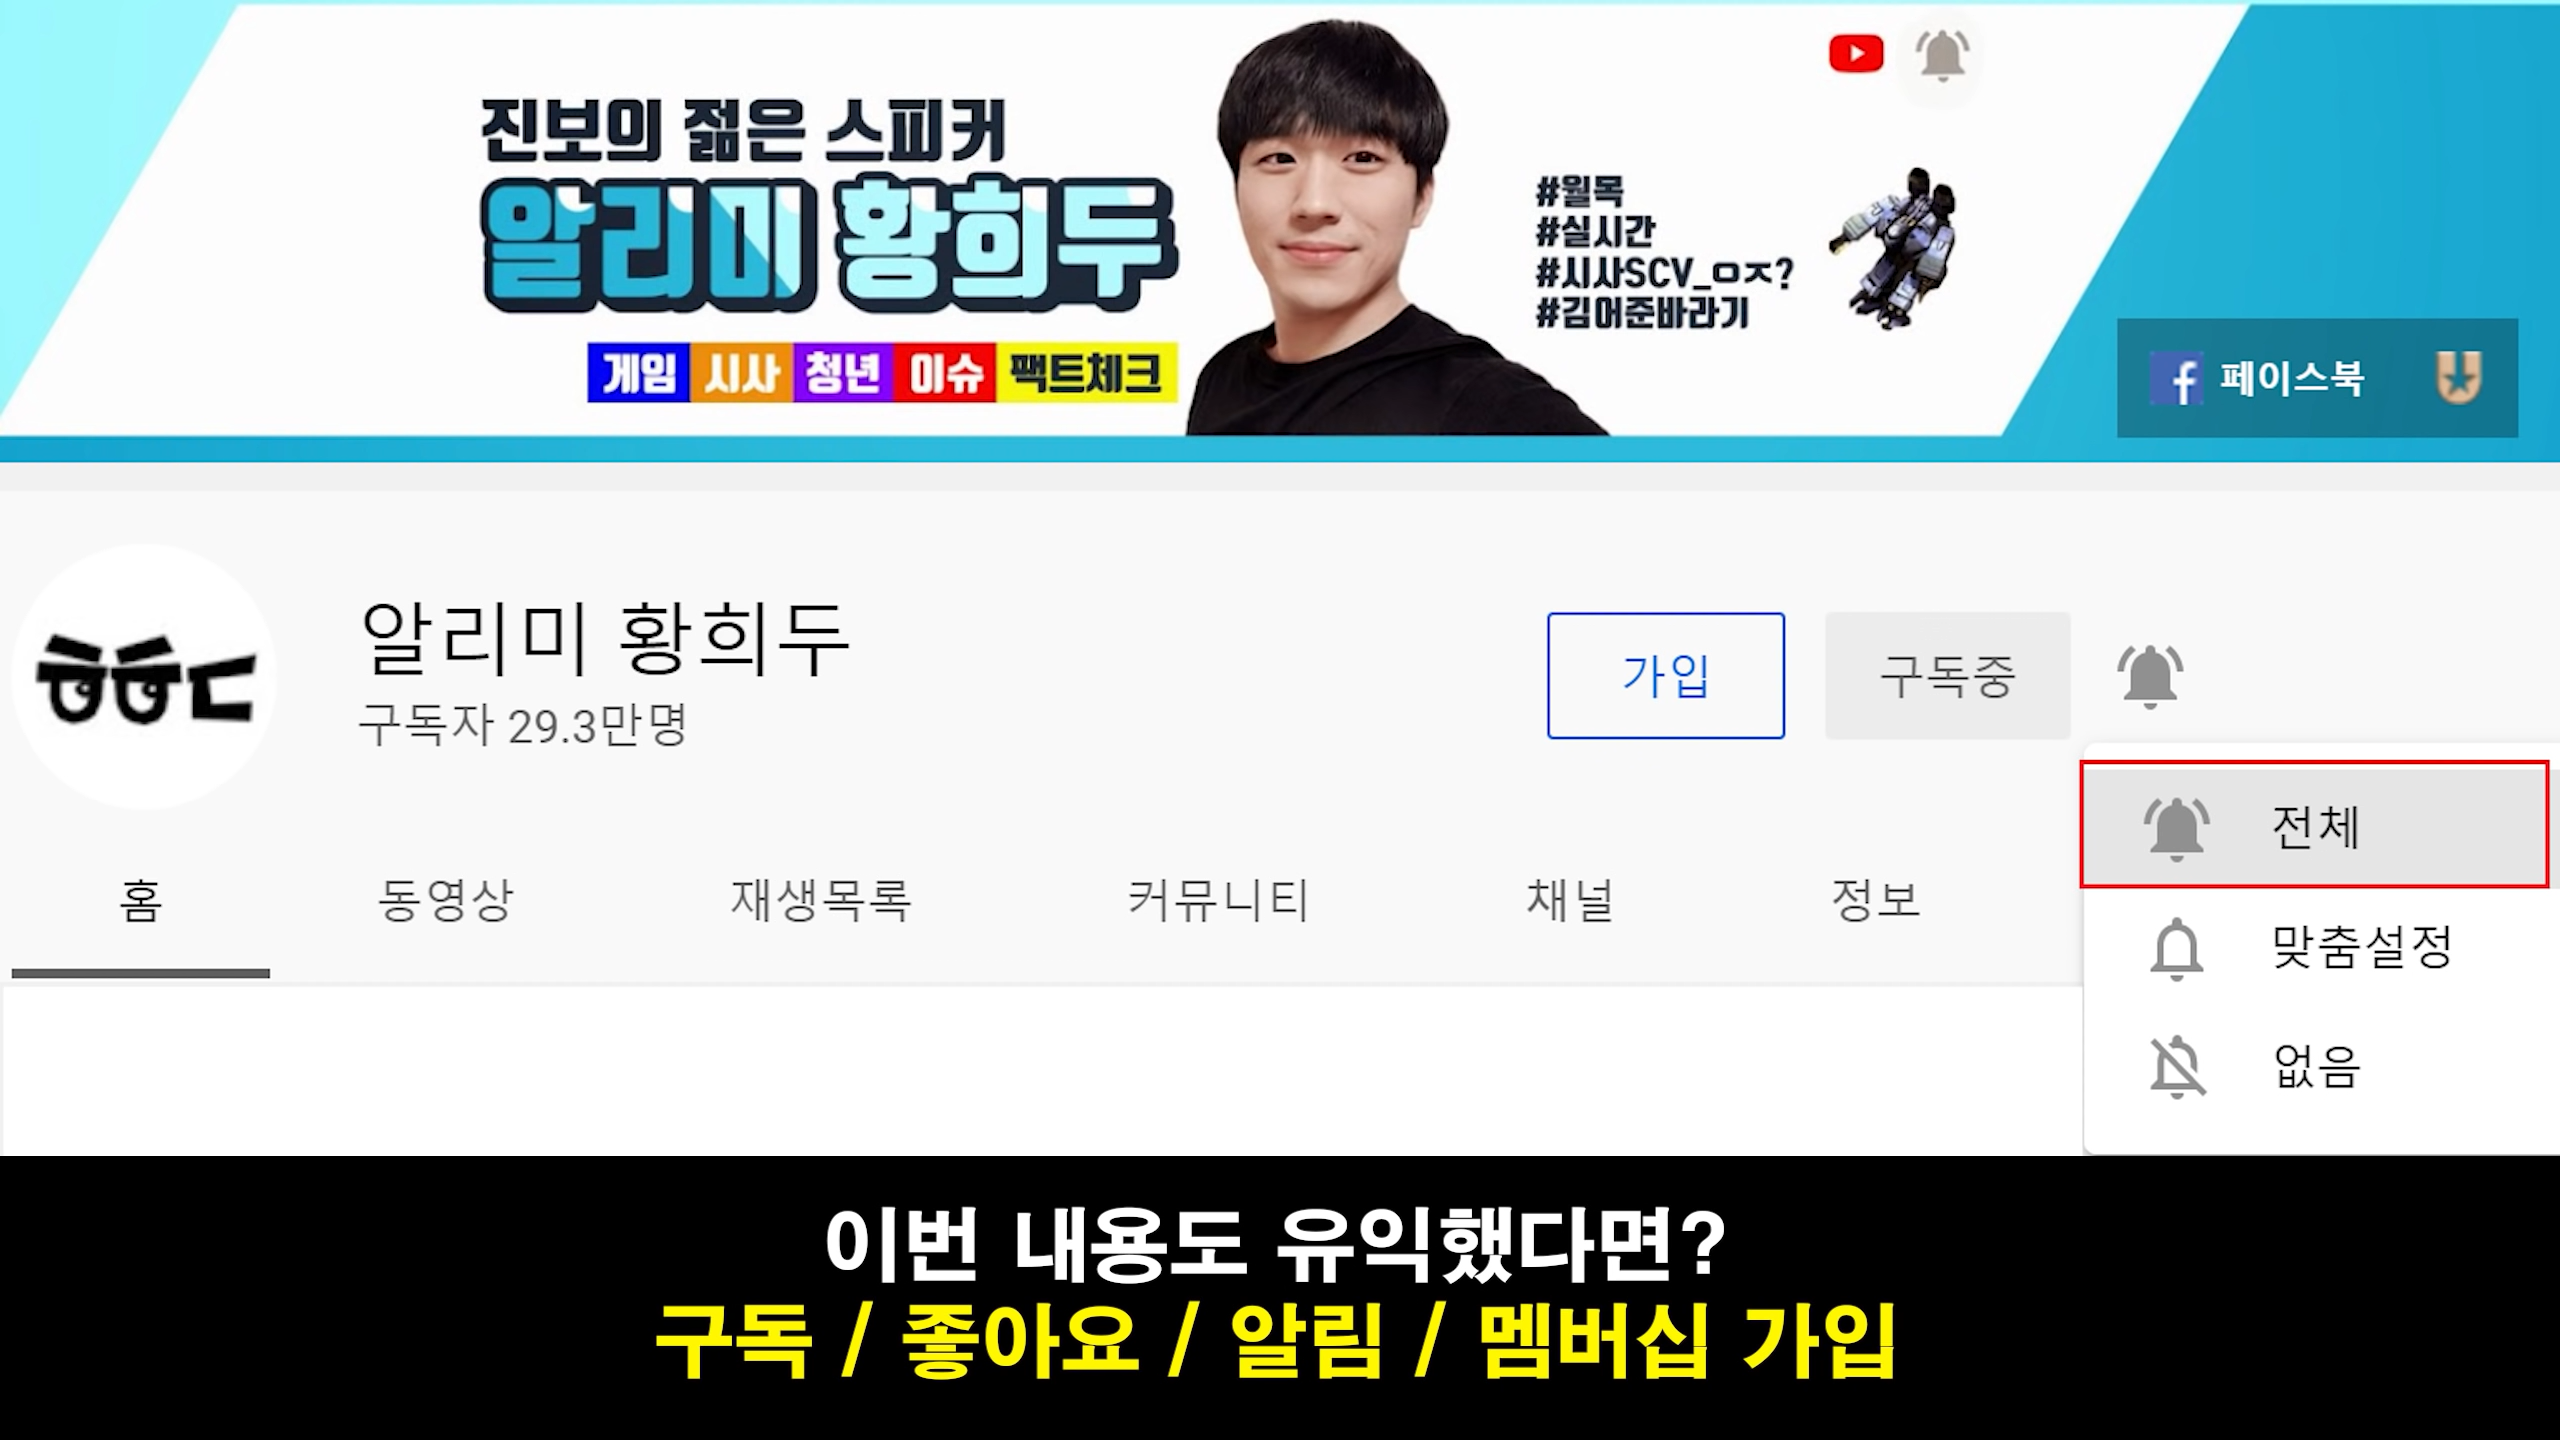 진보의 젊은 스피커
알리미 황희두
게임 시사 청년 이슈 팩트체크
#월목
#실시간
#시사SCV_ㅁㅈ?
#김어준바라기
f 페이스북
ㅎㅎㄷ
알리미 황희두
구독자 29.3만명
가입
구독중
홈 동영상 재생목록 커뮤니티 채널 정보
전체
맞춤설정
없음
이번 내용도 유익했다면?
구독 / 좋아요 / 알림 / 멤버십 가입